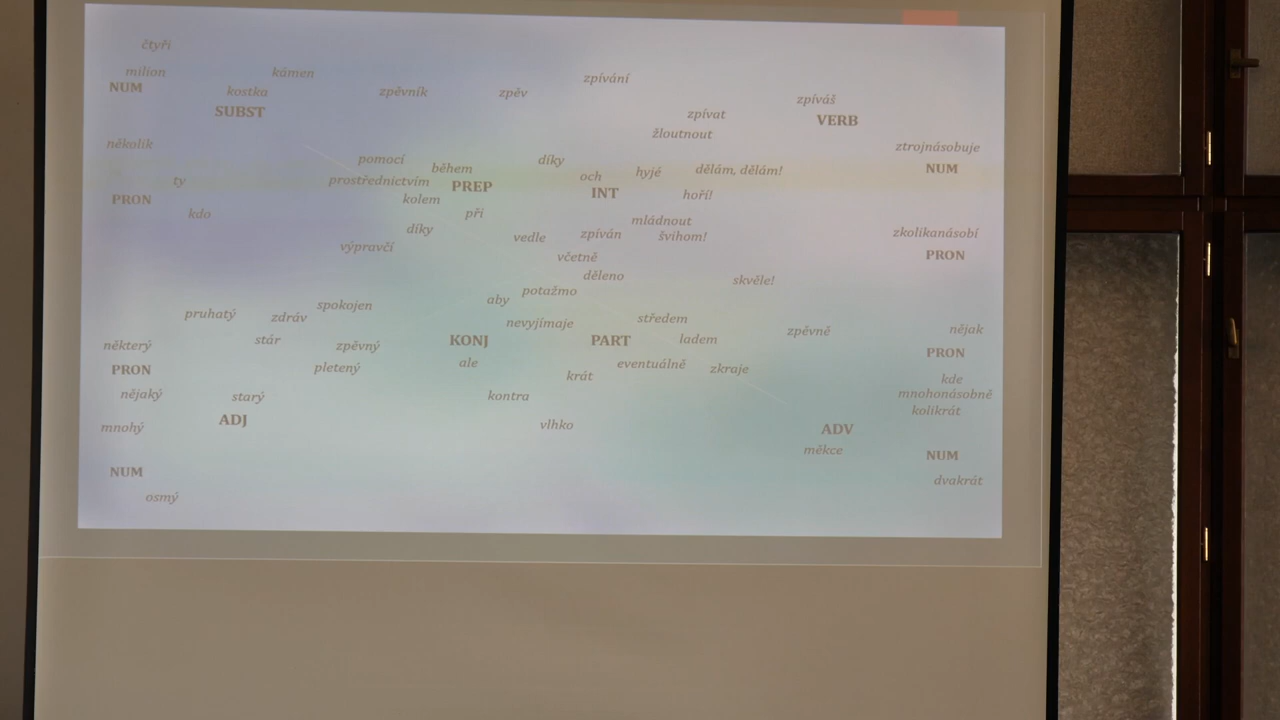 čtyři
milion
NUM
kámen
kostka
SUBST
zpěvník
zpěv
zpívání
zpívat
žloutnout
zpíváš
VERB
několik
ty
PRON
kdo
pomocí
prostřednictvím
během
PREP
kolem
při
díky
výpravčí
díky
och
INT
hyjé
dělám, dělám!
hoří!
mládnout
zpíván
švihom!
vedle
včetně
děleno
potažmo
skvěle!
ztrojnásobuje
NUM
zkolikanásobí
PRON
pruhatý
zdráv
spokojen
stár
zpěvný
pletený
některý
PRON
nějaký
starý
ADJ
mnohý
NUM
osmý
aby
nevyjímaje
KONJ
ale
kontra
vlhko
středem
PART
ladem
eventuálně
krát
zkraje
zpěvně
ADV
měkce
nějak
PRON
kde
mnohonásobně
kolikrát
NUM
dvakrát